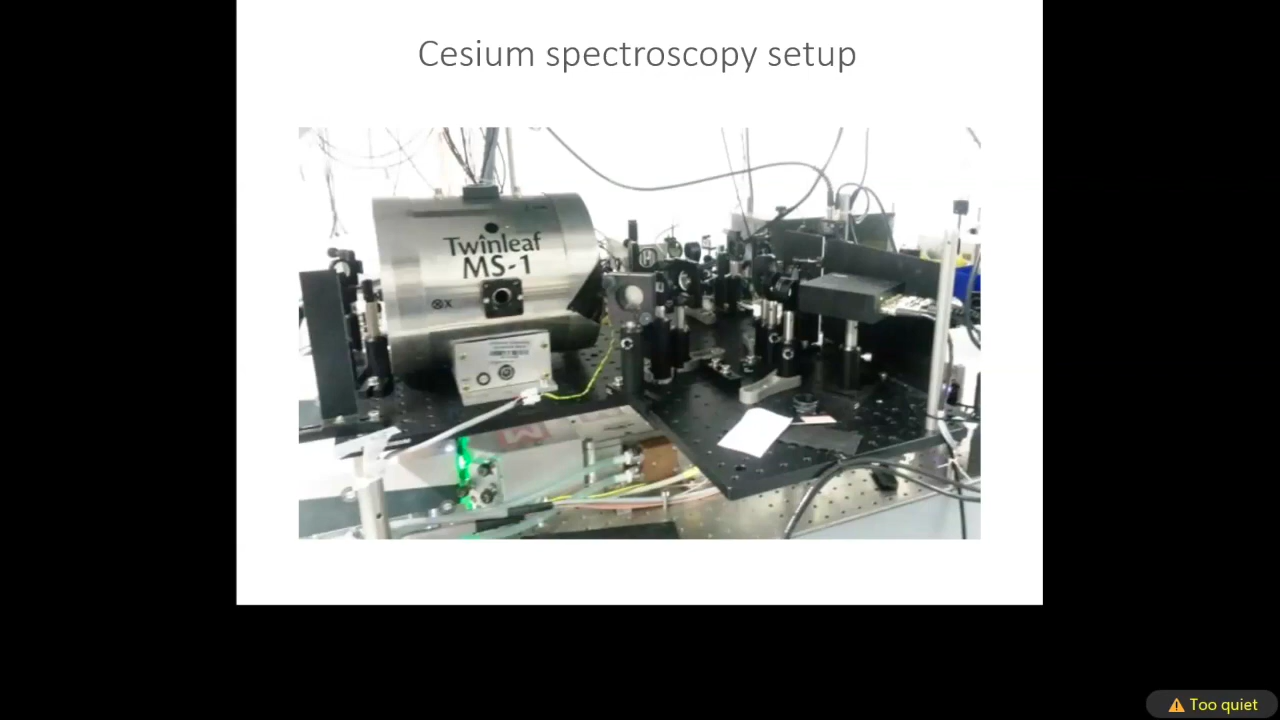 Cesium spectroscopy setup
Twinleaf
MS-1
⊗X
Too quiet